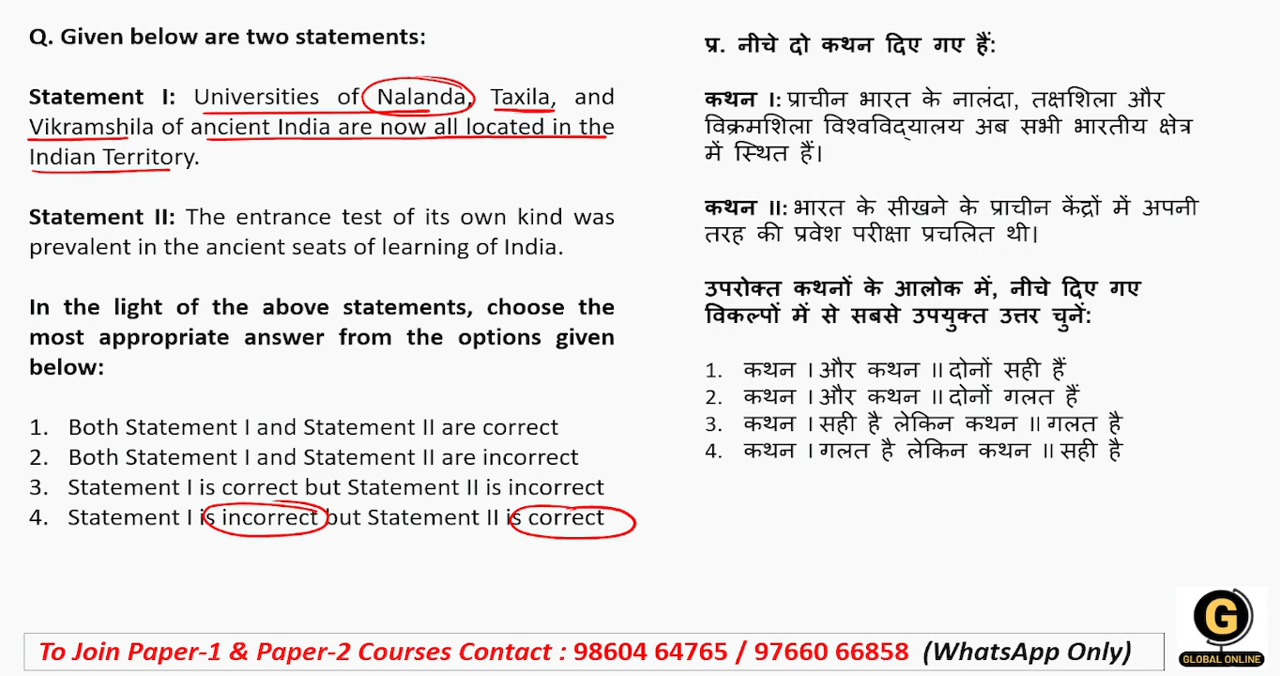 Q. Given below are two statements:
Statement I: Universities of Nalanda, Taxila, and
Vikramshila of ancient India are now all located in the
Indian Territory.
Statement II: The entrance test of its own kind was
prevalent in the ancient seats of learning of India.
In the light of the above statements, choose the
most appropriate answer from the options given
below:
1. Both Statement I and Statement II are correct
2. Both Statement I and Statement II are incorrect
3. Statement I is correct but Statement II is incorrect
4. Statement I is incorrect but Statement II is correct
प्र. नीचे दो कथन दिए गए हैं:
कथन I: प्राचीन भारत के नालंदा, तक्षशिला और
विक्रमशिला विश्वविद्यालय अब सभी भारतीय क्षेत्र
में स्थित हैं।
कथन II: भारत के सीखने के प्राचीन केंद्रों में अपनी
तरह की प्रवेश परीक्षा प्रचलित थी।
उपरोक्त कथनों के आलोक में, नीचे दिए गए
विकल्पों में से सबसे उपयुक्त उत्तर चुनें:
1. कथन I और कथन II दोनों सही हैं
2. कथन I और कथन II दोनों गलत हैं
3. कथन I सही है लेकिन कथन II गलत है
4. कथन I गलत है लेकिन कथन II सही है
To Join Paper-1 & Paper-2 Courses Contact : 98604 64765 / 97660 66858 (WhatsApp Only)
G
GLOBAL ONLINE